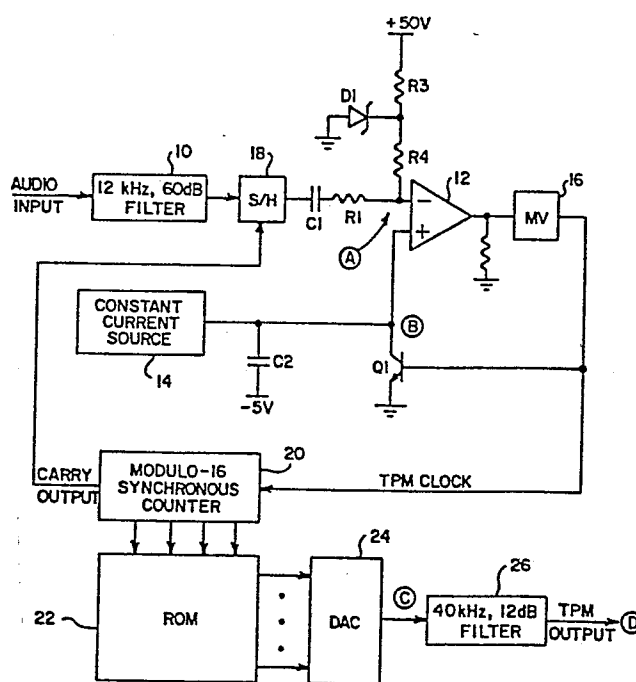 +50V
R3
D1
R4
10
18
12
16
AUDIO
INPUT
12 kHz, 60dB
FILTER
S/H
C1
R1
−
+
MV
A
B
CONSTANT
CURRENT
SOURCE
14
C2
-5V
Q1
CARRY
OUTPUT
MODULO-16
SYNCHRONOUS
COUNTER
20
TPM CLOCK
22
ROM
24
DAC
C
26
40kHz, 12dB
FILTER
TPM
OUTPUT
D